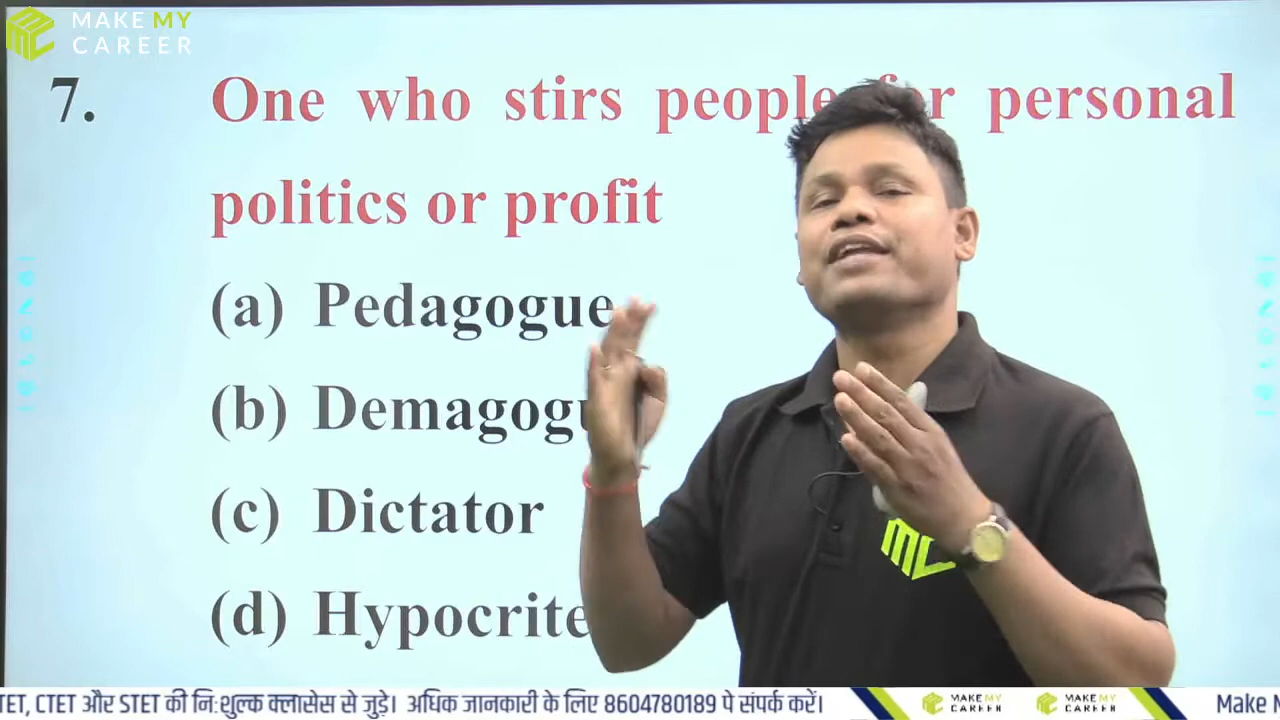 MAKE MY
CAREER
7. One who stirs people for personal
politics or profit
(a) Pedagogue
(b) Demagogu
(c) Dictator
(d) Hypocrite
TET, CTET और STET की नि:शुल्क क्लासेस से जुड़े। अधिक जानकारी के लिए 8604780189 पे संपर्क करें। MAKE MY CAREER MAKE MY CAREER Make M